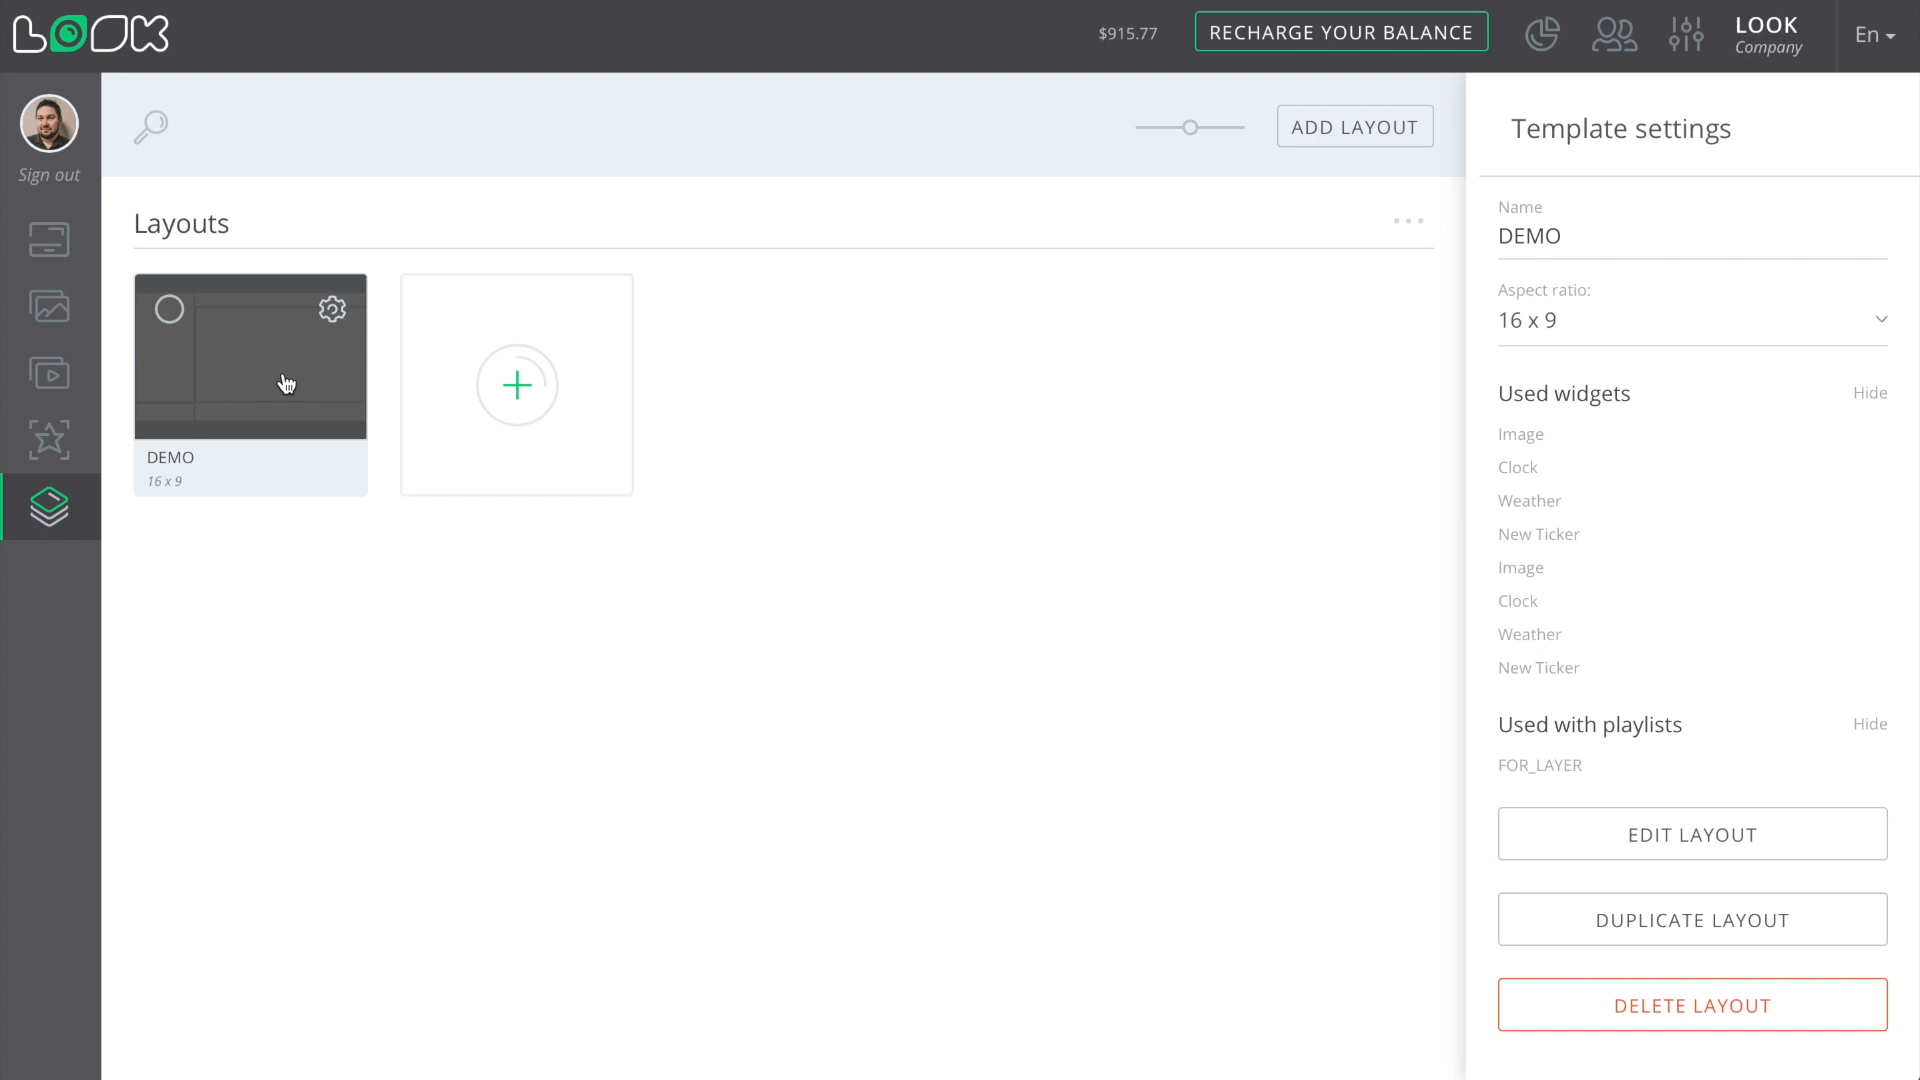 LOOK
$915.77
RECHARGE YOUR BALANCE
LOOK
Company
En
Sign out
ADD LAYOUT
Layouts
DEMO
16 x 9
Template settings
Name
DEMO
Aspect ratio:
16 x 9
Used widgets
Hide
Image
Clock
Weather
New Ticker
Image
Clock
Weather
New Ticker
Used with playlists
Hide
FOR_LAYER
EDIT LAYOUT
DUPLICATE LAYOUT
DELETE LAYOUT